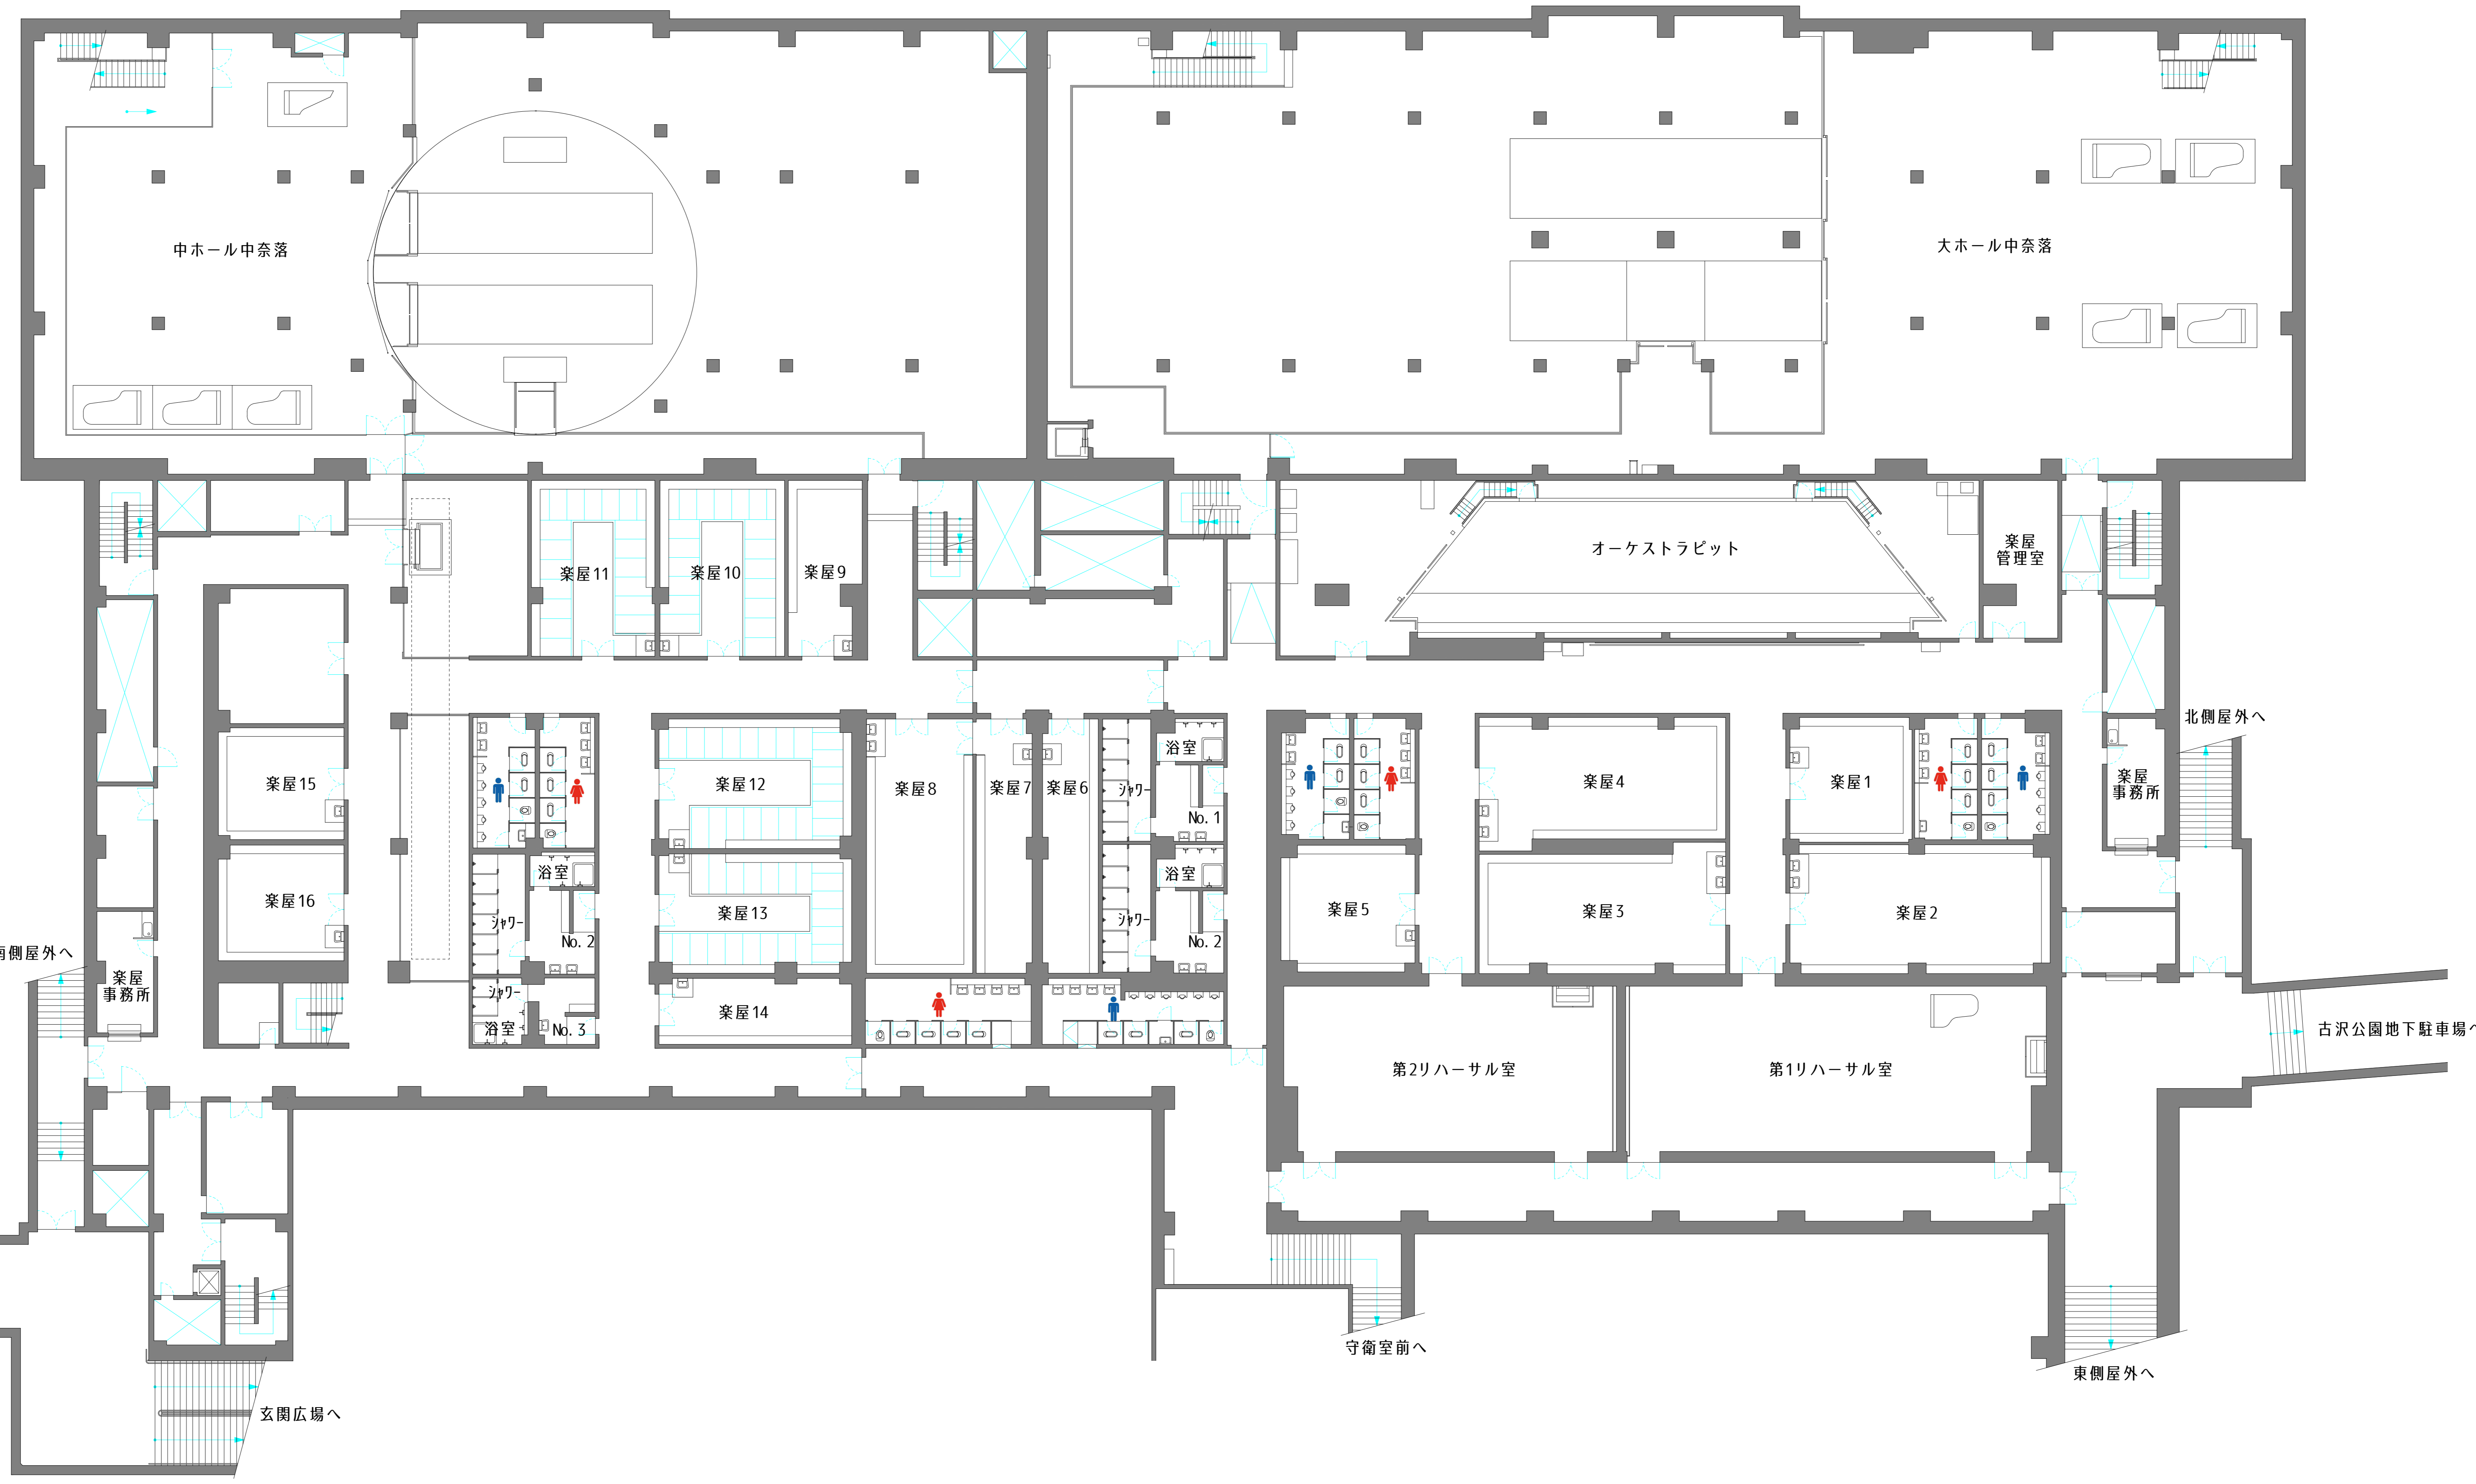 中ホール中奈落
大ホール中奈落
楽屋11
楽屋10
楽屋9
オーケストラピット
楽屋
管理室
北側屋外へ
楽屋15
楽屋12
楽屋8
楽屋7
楽屋6
シャワー
浴室
No.1
楽屋4
楽屋1
楽屋
事務所
楽屋16
浴室
シャワー
No.2
楽屋13
シャワー
浴室
No.2
楽屋5
楽屋3
楽屋2
南側屋外へ
楽屋
事務所
シャワー
浴室
No.3
楽屋14
第2リハーサル室
第1リハーサル室
古沢公園地下駐車場へ
守衛室前へ
東側屋外へ
玄関広場へ